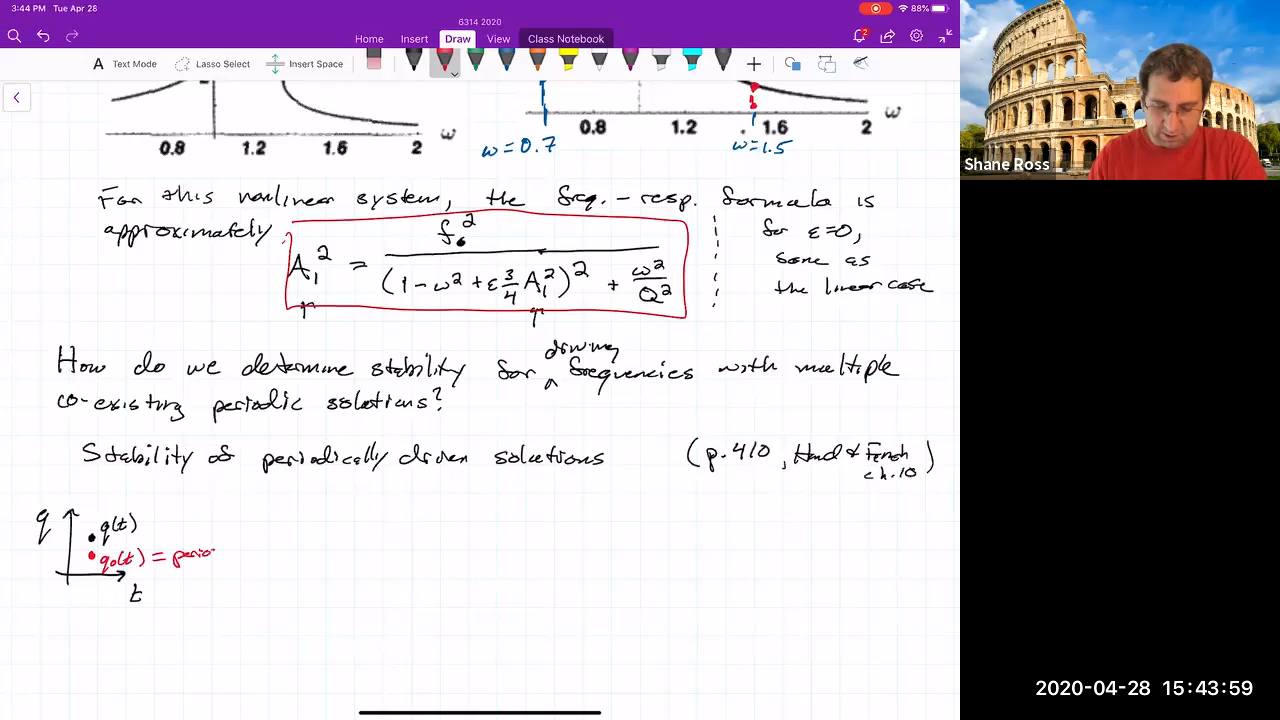 3:44 PM Tue Apr 28
88%
6314 2020
Home Insert Draw View Class Notebook
2
A Text Mode Lasso Select Insert Space
0.8 1.2 1.6 2 ω
0.8 1.2 1.6 2 ω
ω=0.7 ω=1.5
For this nonlinear system, the freq.-resp. formula is
approximately
A₁² = f₀² / ((1-ω²+ε 3/4 A₁²)² + ω²/Q²)
for ε=0,
same as
the linear case
How do we determine stability for driving frequencies with multiple
co-existing periodic solutions?
Stability of periodically driven solutions (p.410, Hand & Finch ch.10)
q
q(t)
q₀(t) = perio
t
Shane Ross
2020-04-28 15:43:59